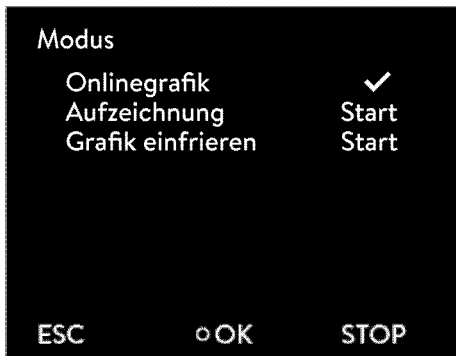 Modus
Onlinegrafik ✓
Aufzeichnung Start
Grafik einfrieren Start
ESC OK STOP